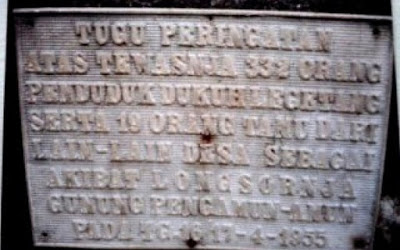 TUGU PERINGATAN
ATAS TEWASNJA 332 ORANG
PENDUDUK DUKUH LEGETANG
SERTA 19 ORANG TAMU DARI
LAIN-LAIN DESA SEBAGAI
AKIBAT LONGSORNJA
GUNUNG PENGAMUN-AMUN
PADA TG. 16/17-4-1955